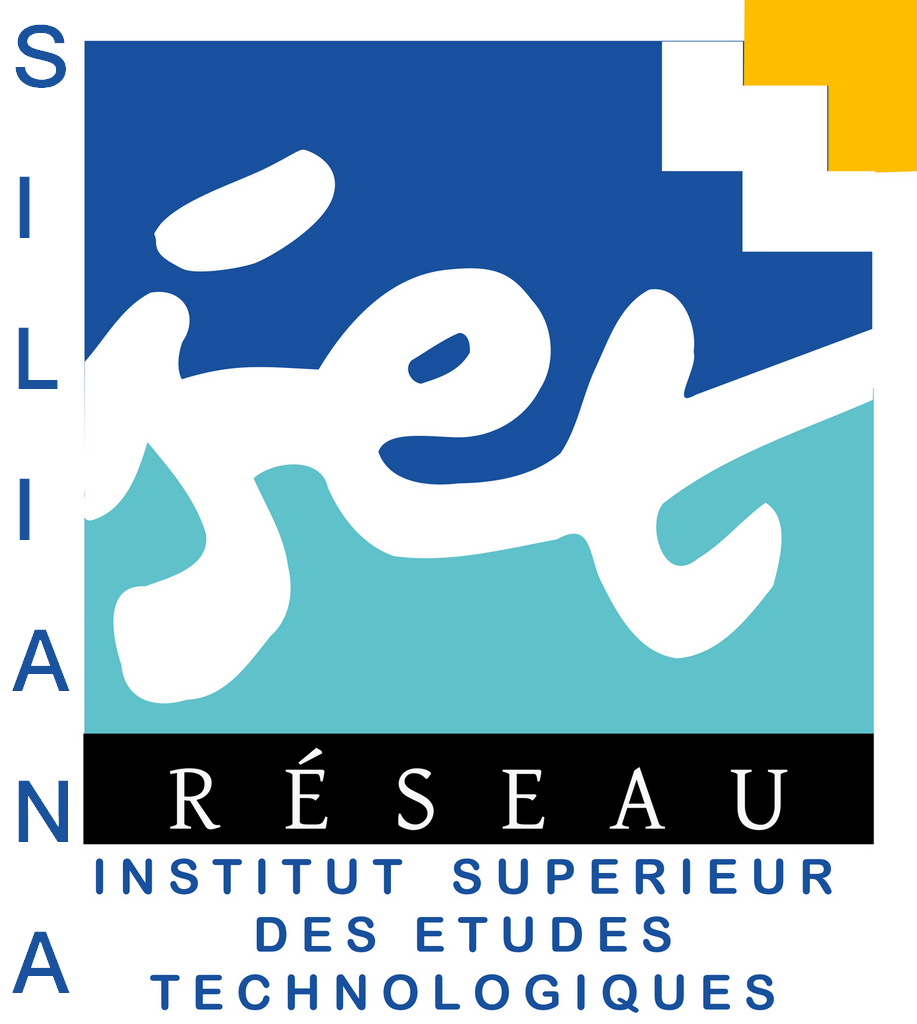 SILIANA
iset
RÉSEAU
INSTITUT SUPERIEUR
DES ETUDES
TECHNOLOGIQUES